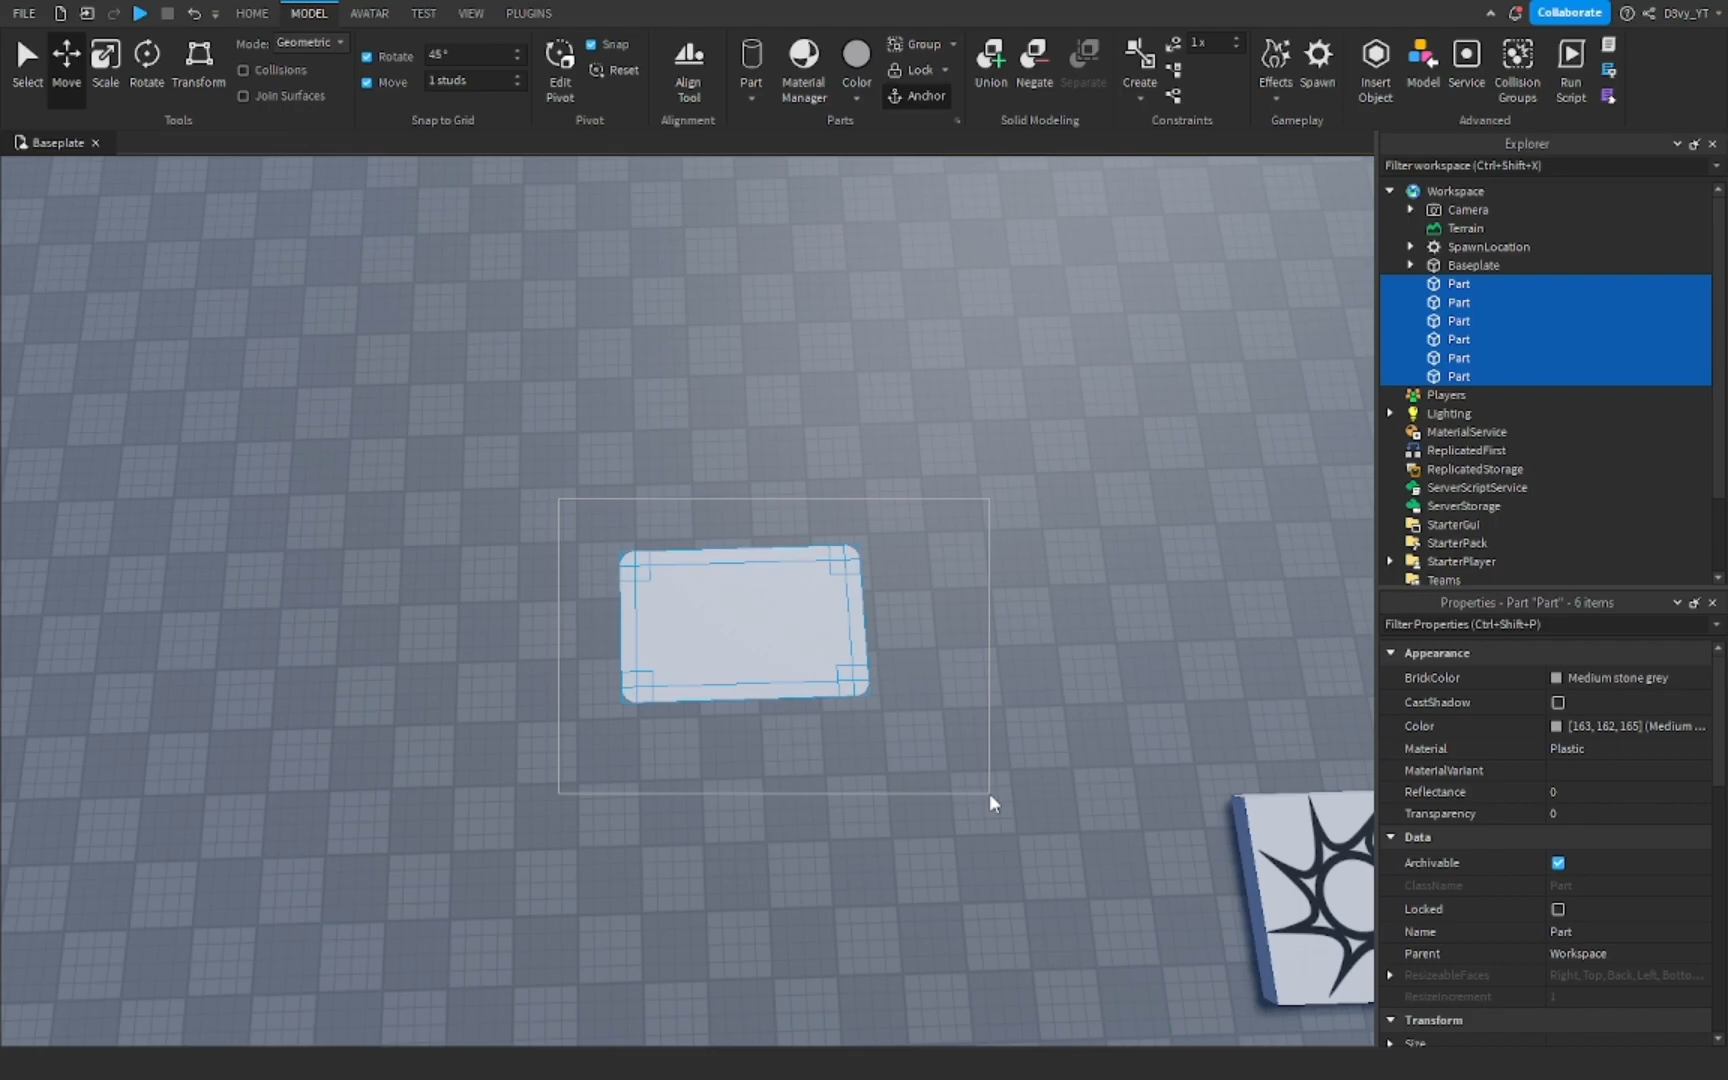 FILE HOME MODEL AVATAR TEST VIEW PLUGINS Collaborate D3vy_YT
Select Move Scale Rotate Transform
Mode: Geometric
Collisions
Join Surfaces
Tools
Rotate 45°
Move 1 studs
Snap to Grid
Edit Pivot
Snap
Reset
Pivot
Align Tool
Alignment
Part
Material Manager
Color
Group
Lock
Anchor
Parts
Union Negate Separate
Solid Modeling
Create
1x
Constraints
Effects Spawn
Gameplay
Insert Object
Model
Service
Collision Groups
Run Script
Advanced
Baseplate
Explorer
Filter workspace (Ctrl+Shift+X)
Workspace
Camera
Terrain
SpawnLocation
Baseplate
Part
Part
Part
Part
Part
Part
Players
Lighting
MaterialService
ReplicatedFirst
ReplicatedStorage
ServerScriptService
ServerStorage
StarterGui
StarterPack
StarterPlayer
Teams
Properties - Part "Part" - 6 items
Filter Properties (Ctrl+Shift+P)
Appearance
BrickColor Medium stone grey
CastShadow
Color [163, 162, 165] (Medium ...
Material Plastic
MaterialVariant
Reflectance 0
Transparency 0
Data
Archivable
ClassName Part
Locked
Name Part
Parent Workspace
ResizeableFaces Right, Top, Back, Left, Botto...
ResizeIncrement 1
Transform
Size